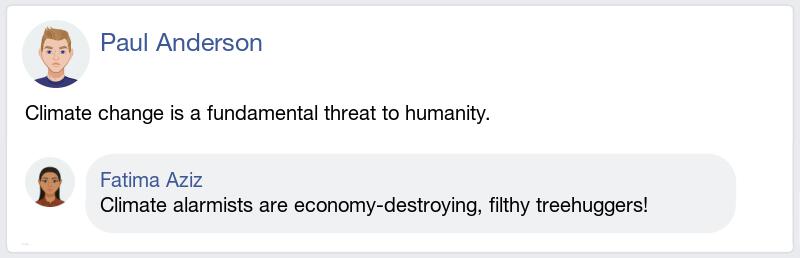 Paul Anderson
Climate change is a fundamental threat to humanity.
Fatima Aziz
Climate alarmists are economy-destroying, filthy treehuggers!